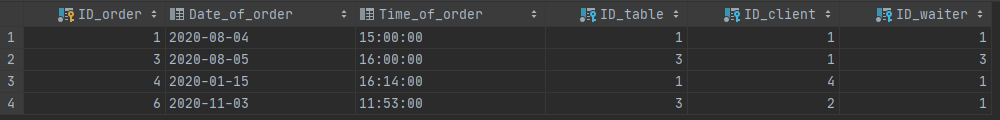 ID_order Date_of_order Time_of_order ID_table ID_client ID_waiter
1 1 2020-08-04 15:00:00 1 1 1
2 3 2020-08-05 16:00:00 3 1 3
3 4 2020-01-15 16:14:00 1 4 1
4 6 2020-11-03 11:53:00 3 2 1